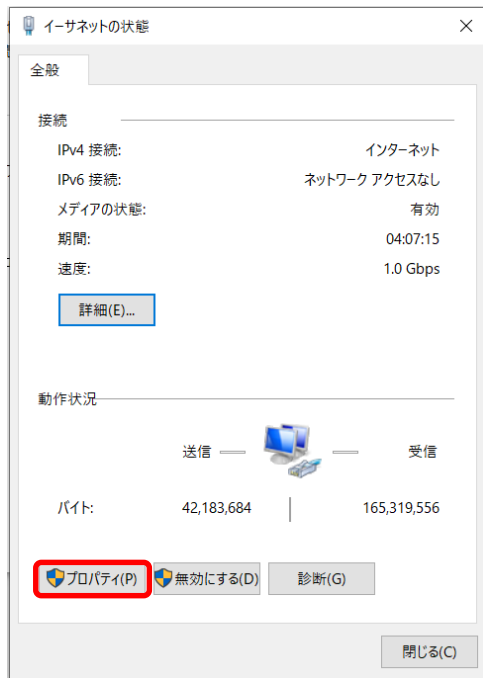 イーサネットの状態
全般
接続
IPv4 接続: インターネット
IPv6 接続: ネットワーク アクセスなし
メディアの状態: 有効
期間: 04:07:15
速度: 1.0 Gbps
詳細(E)...
動作状況
送信 受信
バイト: 42,183,684 165,319,556
プロパティ(P) 無効にする(D) 診断(G)
閉じる(C)